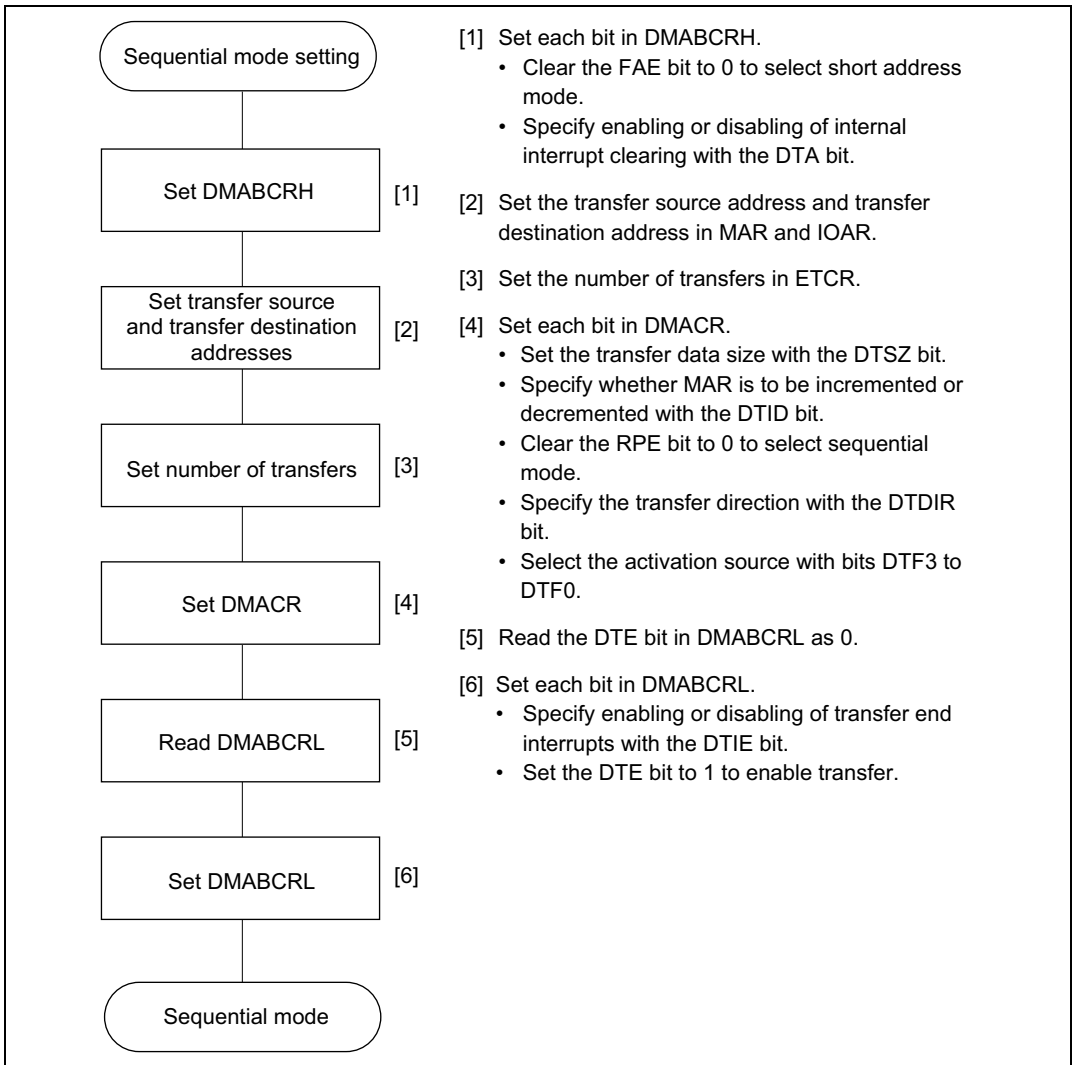 Sequential mode setting
Set DMABCRH
[1]
Set transfer source
and transfer destination
addresses
[2]
Set number of transfers
[3]
Set DMACR
[4]
Read DMABCRL
[5]
Set DMABCRL
[6]
Sequential mode
[1] Set each bit in DMABCRH.
• Clear the FAE bit to 0 to select short address
mode.
• Specify enabling or disabling of internal
interrupt clearing with the DTA bit.
[2] Set the transfer source address and transfer
destination address in MAR and IOAR.
[3] Set the number of transfers in ETCR.
[4] Set each bit in DMACR.
• Set the transfer data size with the DTSZ bit.
• Specify whether MAR is to be incremented or
decremented with the DTID bit.
• Clear the RPE bit to 0 to select sequential
mode.
• Specify the transfer direction with the DTDIR
bit.
• Select the activation source with bits DTF3 to
DTF0.
[5] Read the DTE bit in DMABCRL as 0.
[6] Set each bit in DMABCRL.
• Specify enabling or disabling of transfer end
interrupts with the DTIE bit.
• Set the DTE bit to 1 to enable transfer.